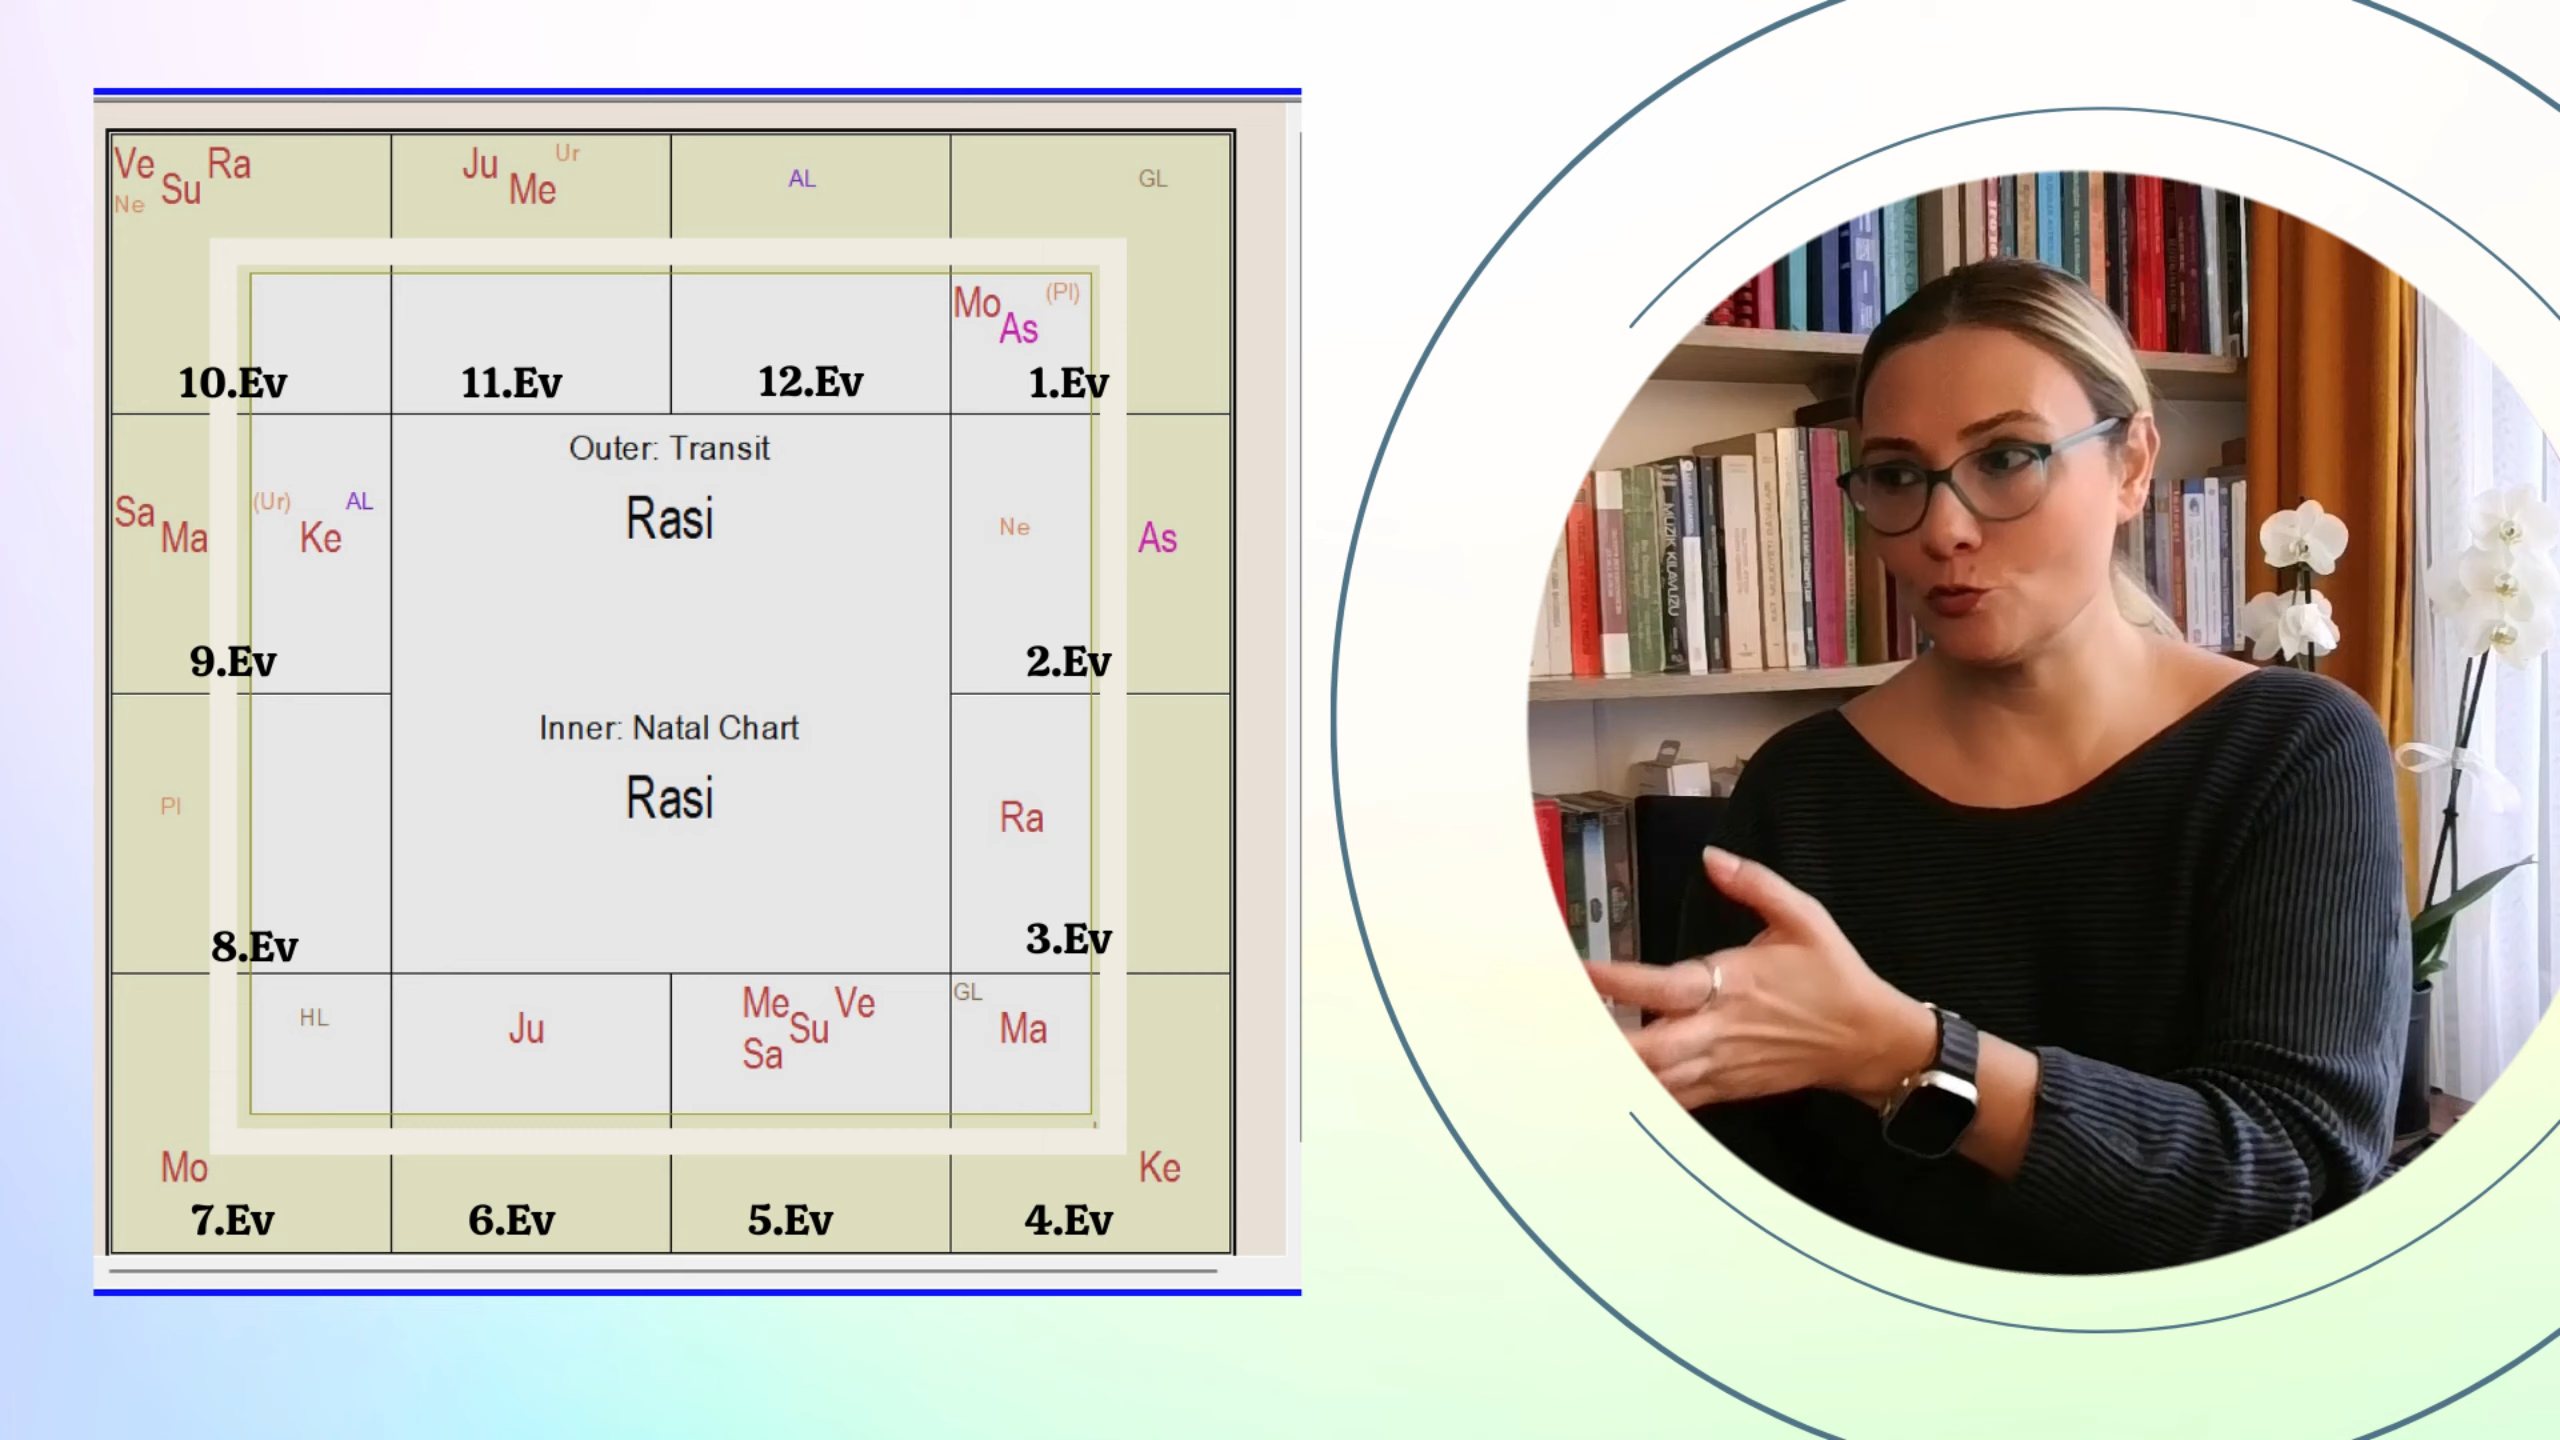 Ve Su Ra
Ne
Ju Me Ur
AL
GL
Mo As (Pl)
10.Ev
11.Ev
12.Ev
1.Ev
Outer: Transit
Rasi
Sa Ma
(Ur) Ke AL
Ne
As
9.Ev
2.Ev
Inner: Natal Chart
Rasi
Pl
Ra
8.Ev
3.Ev
HL
Ju
Me Su Ve
Sa
GL Ma
Mo
Ke
7.Ev
6.Ev
5.Ev
4.Ev
MÜZİK KILAVUZU